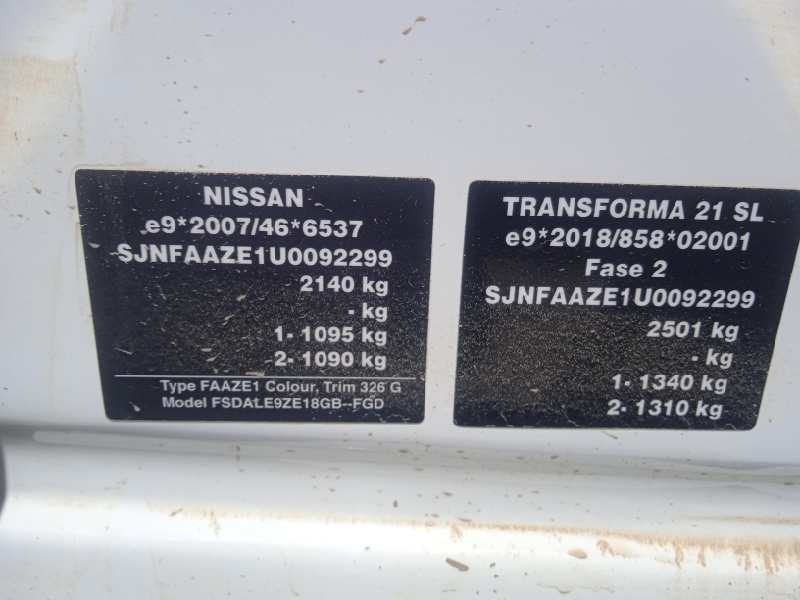 NISSAN
e9*2007/46*6537
SJNFAAZE1U0092299
2140 kg
- kg
1- 1095 kg
2- 1090 kg
Type FAAZE1 Colour, Trim 326 G
Model FSDALE9ZE18GB--FGD
TRANSFORMA 21 SL
e9*2018/858*02001
Fase 2
SJNFAAZE1U0092299
2501 kg
- kg
1- 1340 kg
2- 1310 kg